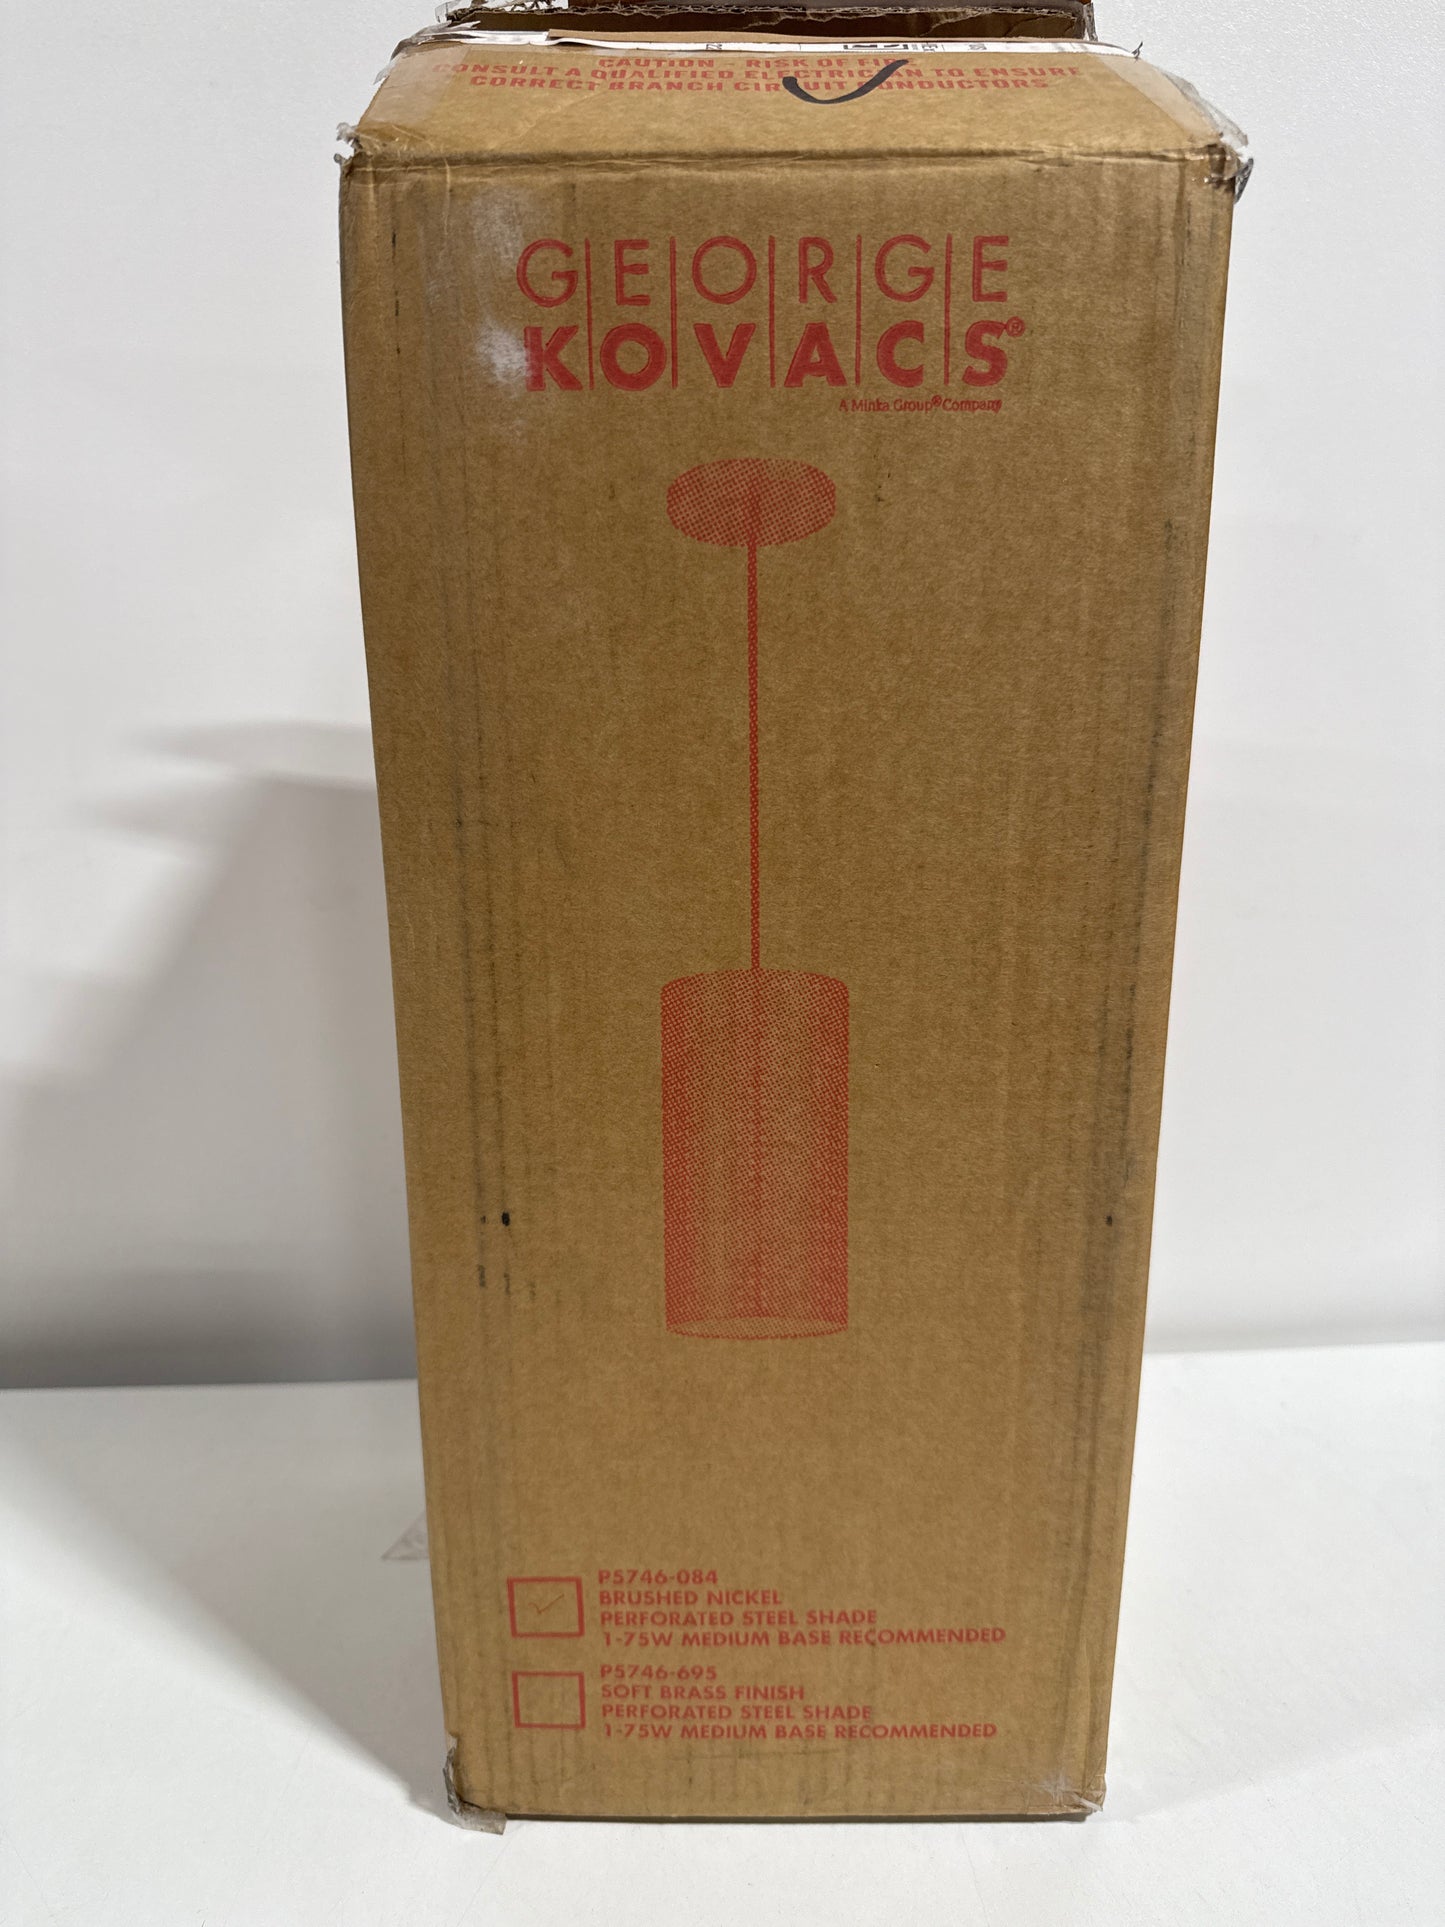 CAUTION - RISK OF FIRE
CONSULT A QUALIFIED ELECTRICIAN TO ENSURE
CORRECT BRANCH CIRCUIT CONDUCTORS
GEORGE
KOVACS®
A Minka Group® Company
P5746-084
BRUSHED NICKEL
PERFORATED STEEL SHADE
1-75W MEDIUM BASE RECOMMENDED
P5746-695
SOFT BRASS FINISH
PERFORATED STEEL SHADE
1-75W MEDIUM BASE RECOMMENDED